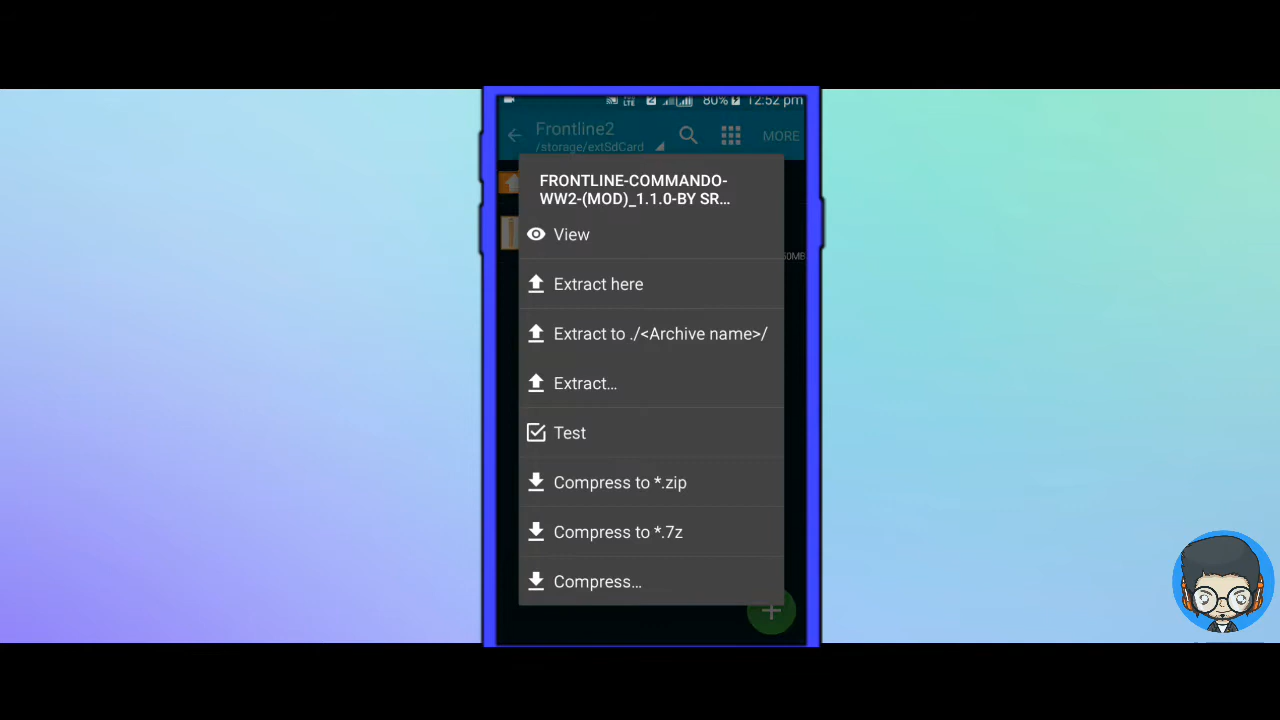 80% 12:52 pm
Frontline2
/storage/extSdCard
MORE
FRONTLINE-COMMANDO-
WW2-(MOD)_1.1.0-BY SR...
View
Extract here
Extract to ./<Archive name>/
Extract...
Test
Compress to *.zip
Compress to *.7z
Compress...